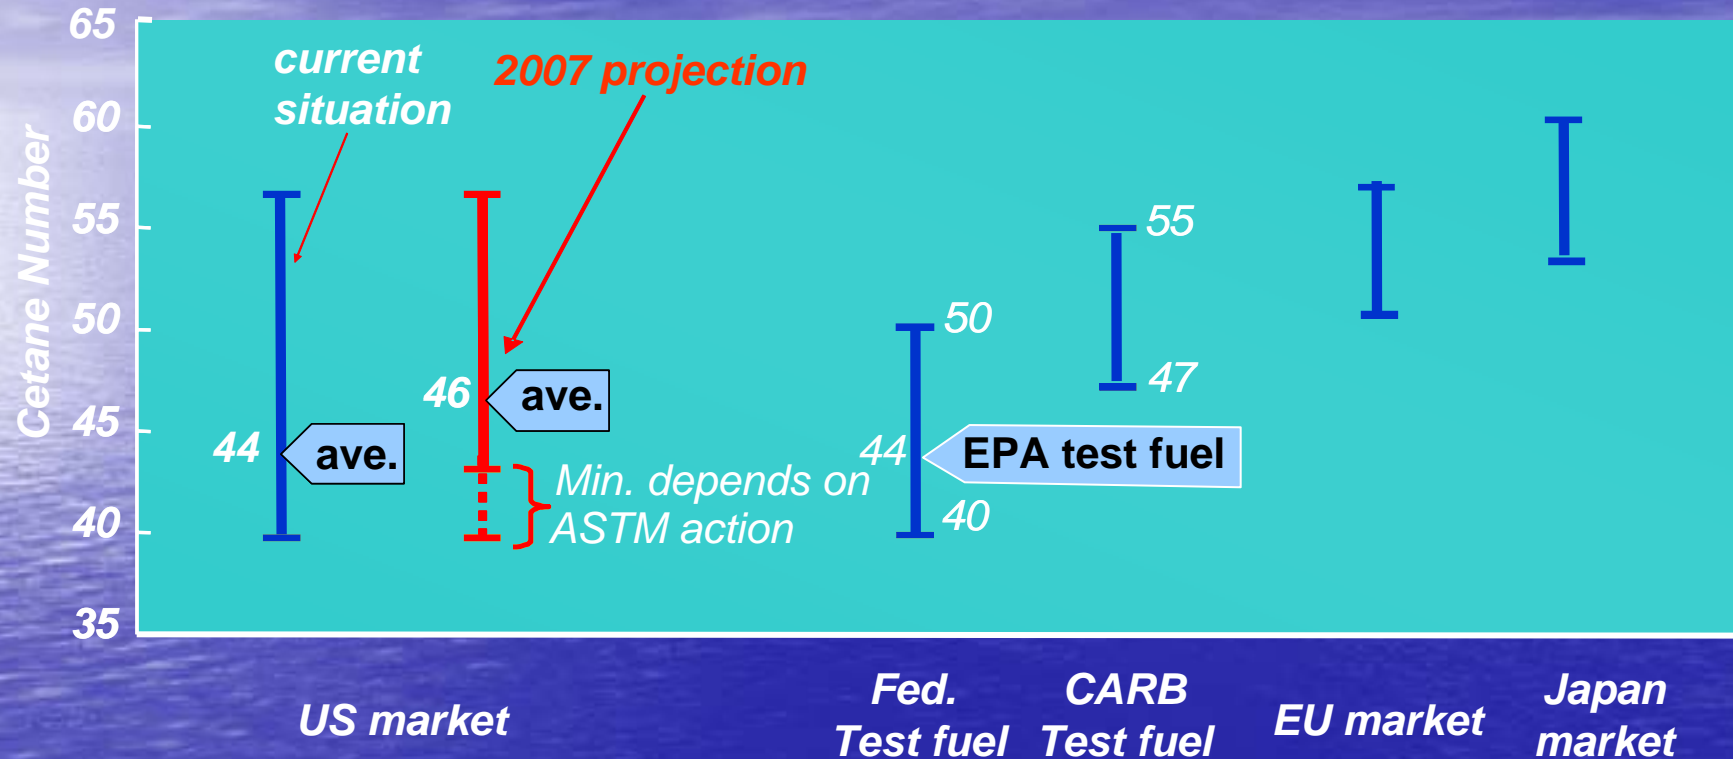 65
60
55
50
45
40
35
Cetane Number
current
situation
2007 projection
44
ave.
46
ave.
Min. depends on
ASTM action
50
44
EPA test fuel
40
55
47
US market
Fed.
Test fuel
CARB
Test fuel
EU market
Japan
market